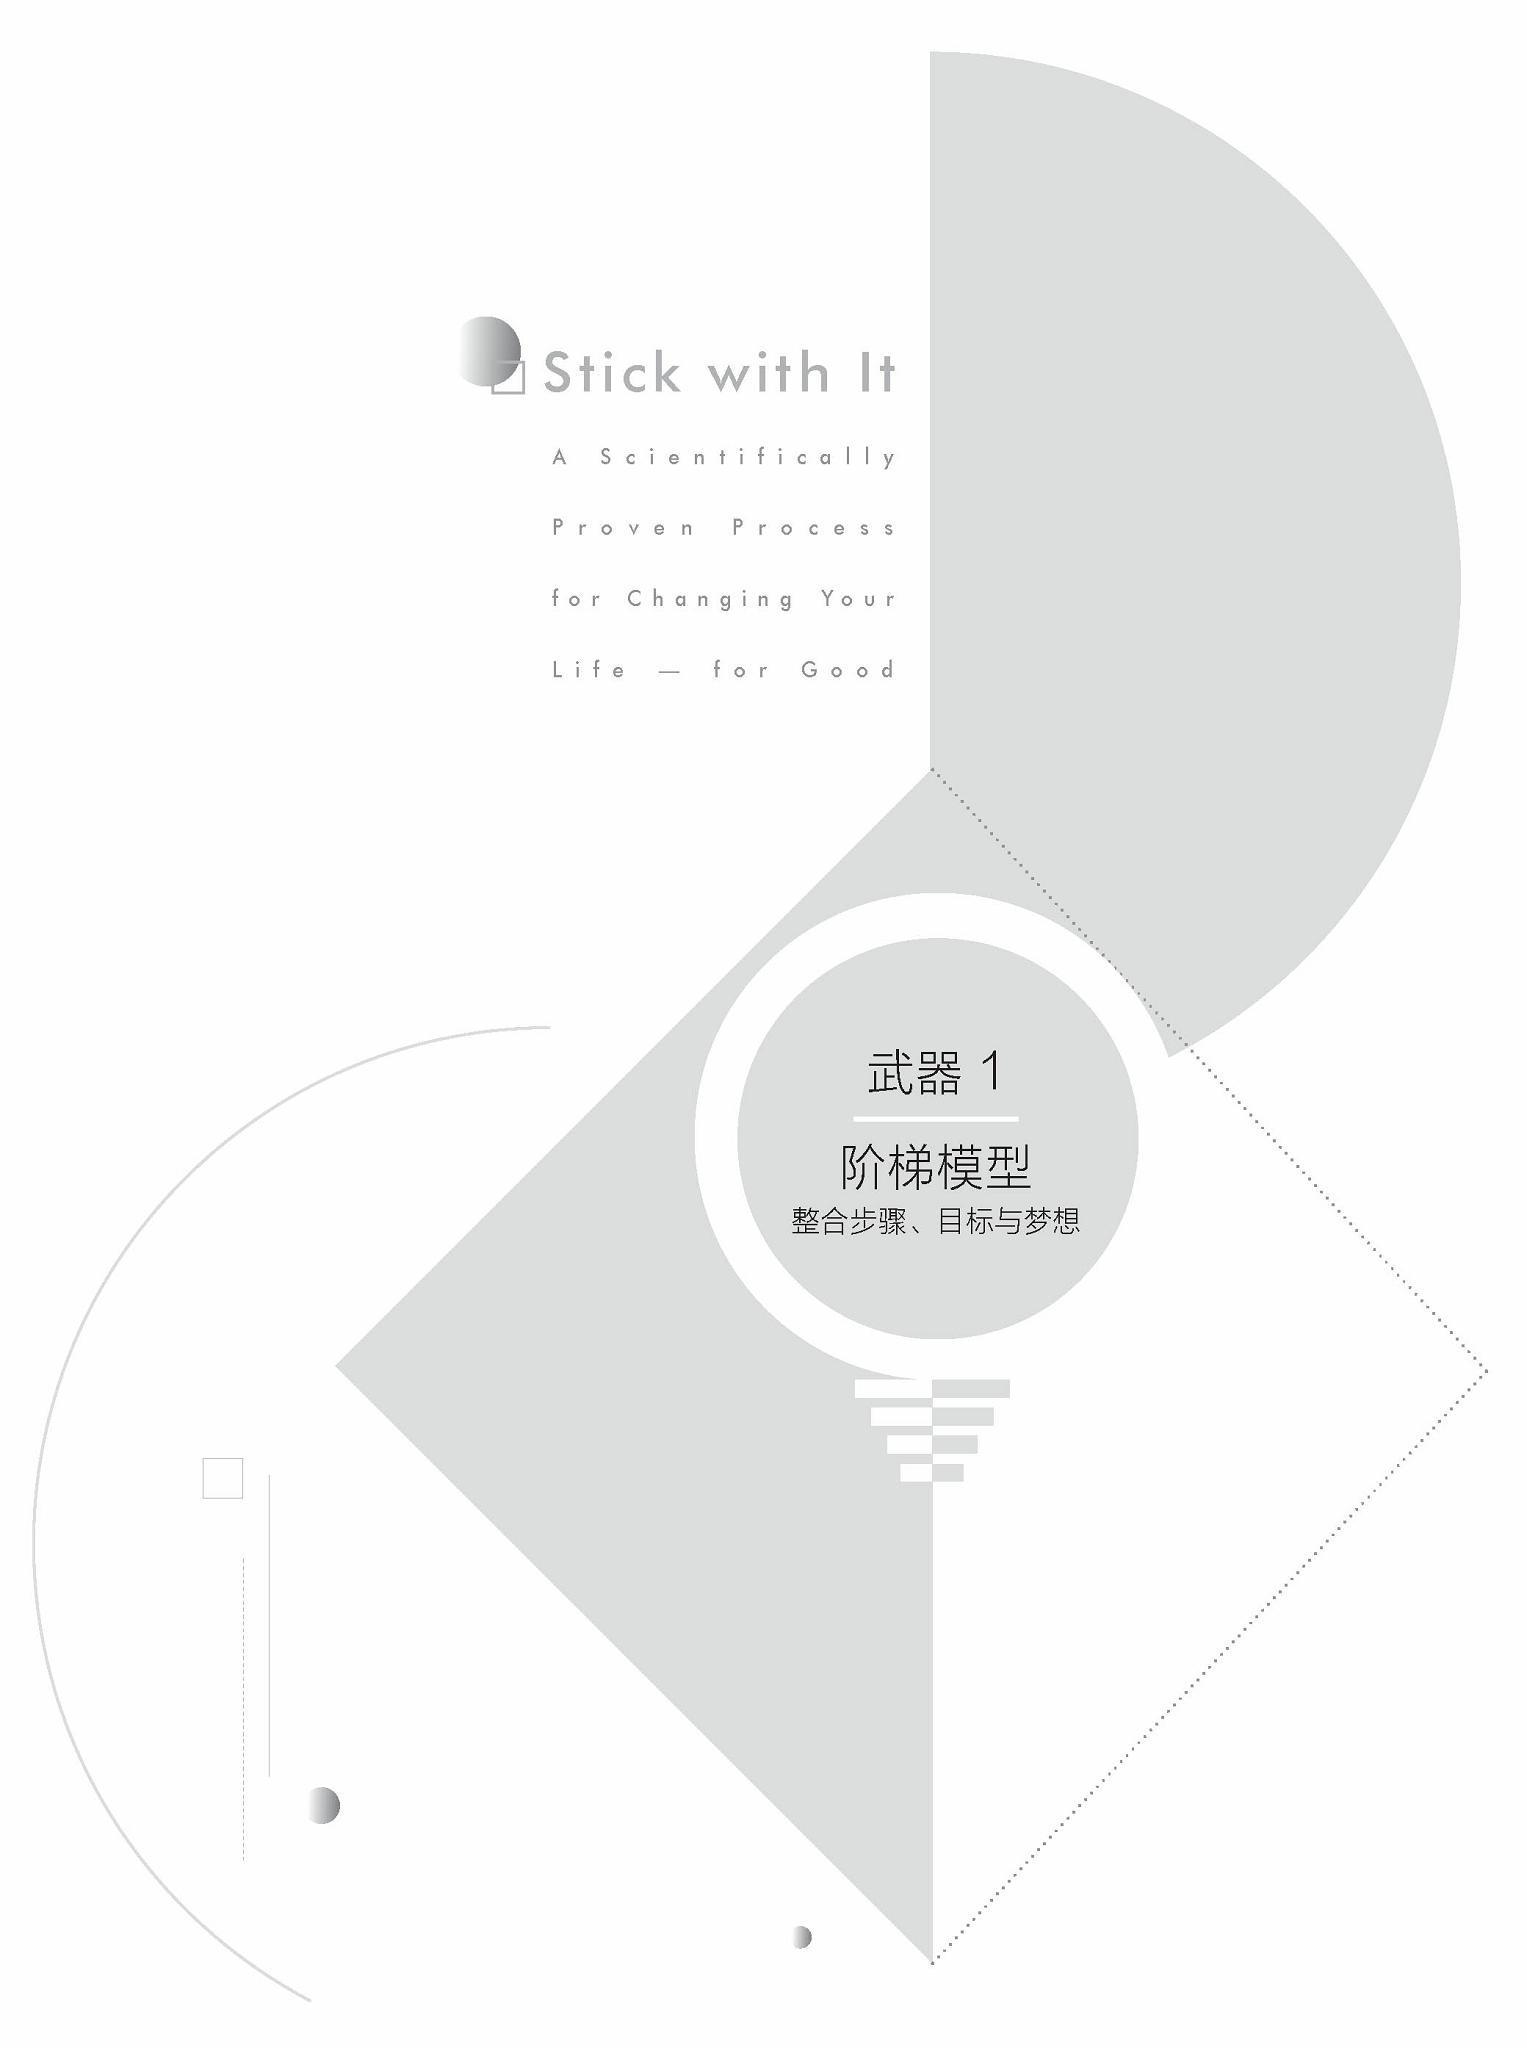 Stick with It
A Scientifically
Proven Process
for Changing Your
Life — for Good
武器 1
阶梯模型
整合步骤、目标与梦想